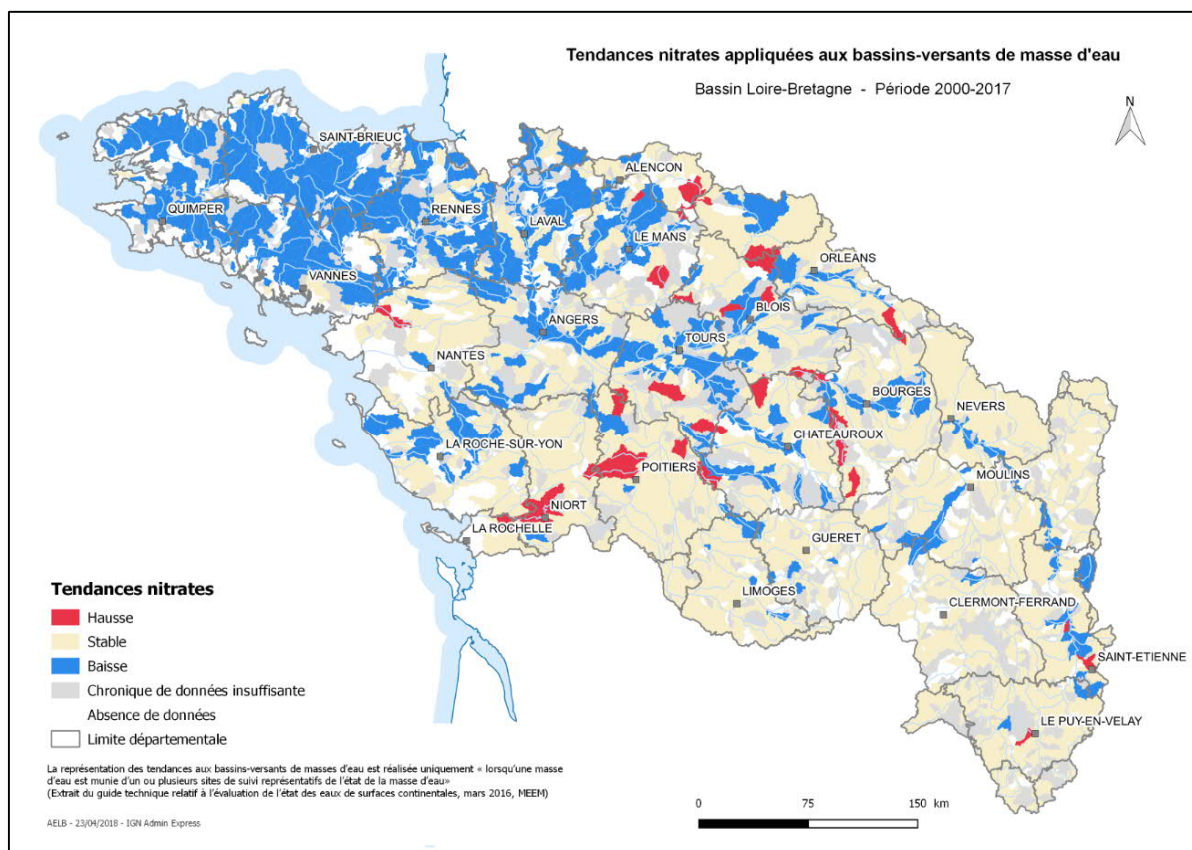 Tendances nitrates appliquées aux bassins-versants de masse d'eau
Bassin Loire-Bretagne - Période 2000-2017
N
SAINT-BRIEUC
ALENCON
QUIMPER
RENNES
LAVAL
LE MANS
ORLEANS
VANNES
BLOIS
ANGERS
TOURS
NANTES
BOURGES
NEVERS
CHATEAUROUX
LA ROCHE-SUR-YON
POITIERS
MOULINS
NIORT
LA ROCHELLE
GUERET
LIMOGES
CLERMONT-FERRAND
SAINT-ETIENNE
LE PUY-EN-VELAY
Tendances nitrates
Hausse
Stable
Baisse
Chronique de données insuffisante
Absence de données
Limite départementale
La représentation des tendances aux bassins-versants de masses d'eau est réalisée uniquement « lorsqu'une masse
d'eau est munie d'un ou plusieurs sites de suivi représentatifs de l'état de la masse d'eau»
(Extrait du guide technique relatif à l'évaluation de l'état des eaux de surfaces continentales, mars 2016, MEEM)
AELB - 23/04/2018 - IGN Admin Express
0 75 150 km